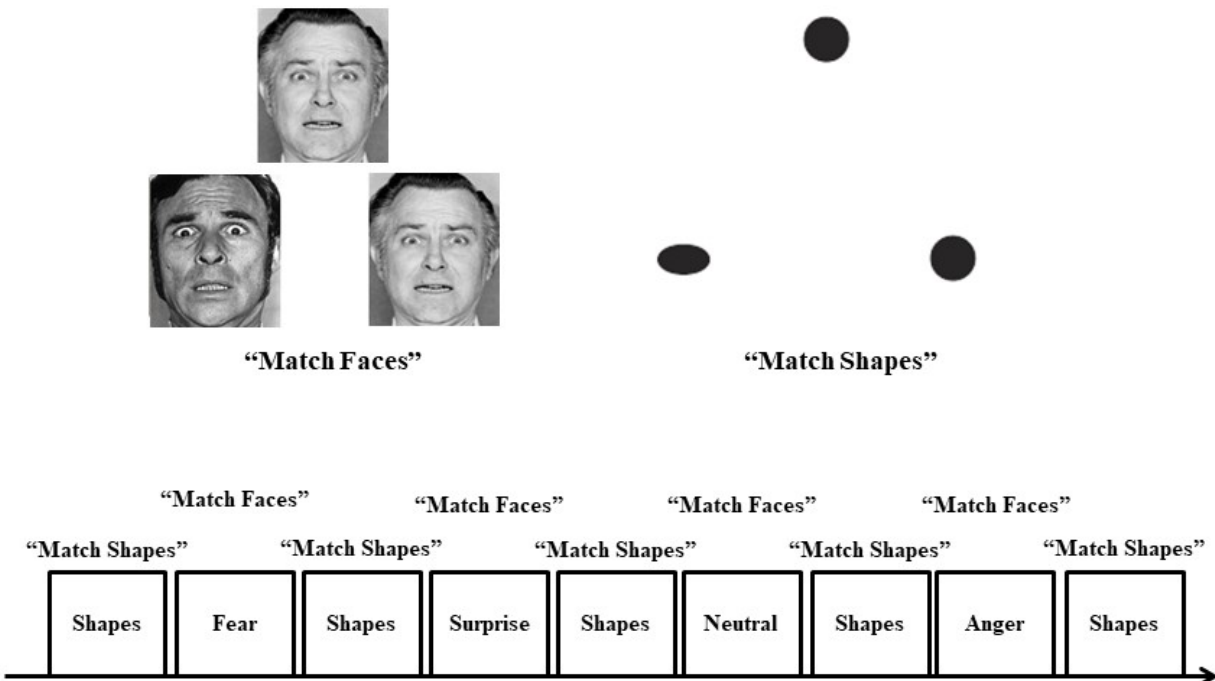 “Match Faces”
“Match Shapes”
“Match Faces”
“Match Faces”
“Match Faces”
“Match Faces”
“Match Shapes”
“Match Shapes”
“Match Shapes”
“Match Shapes”
“Match Shapes”
Shapes
Fear
Shapes
Surprise
Shapes
Neutral
Shapes
Anger
Shapes